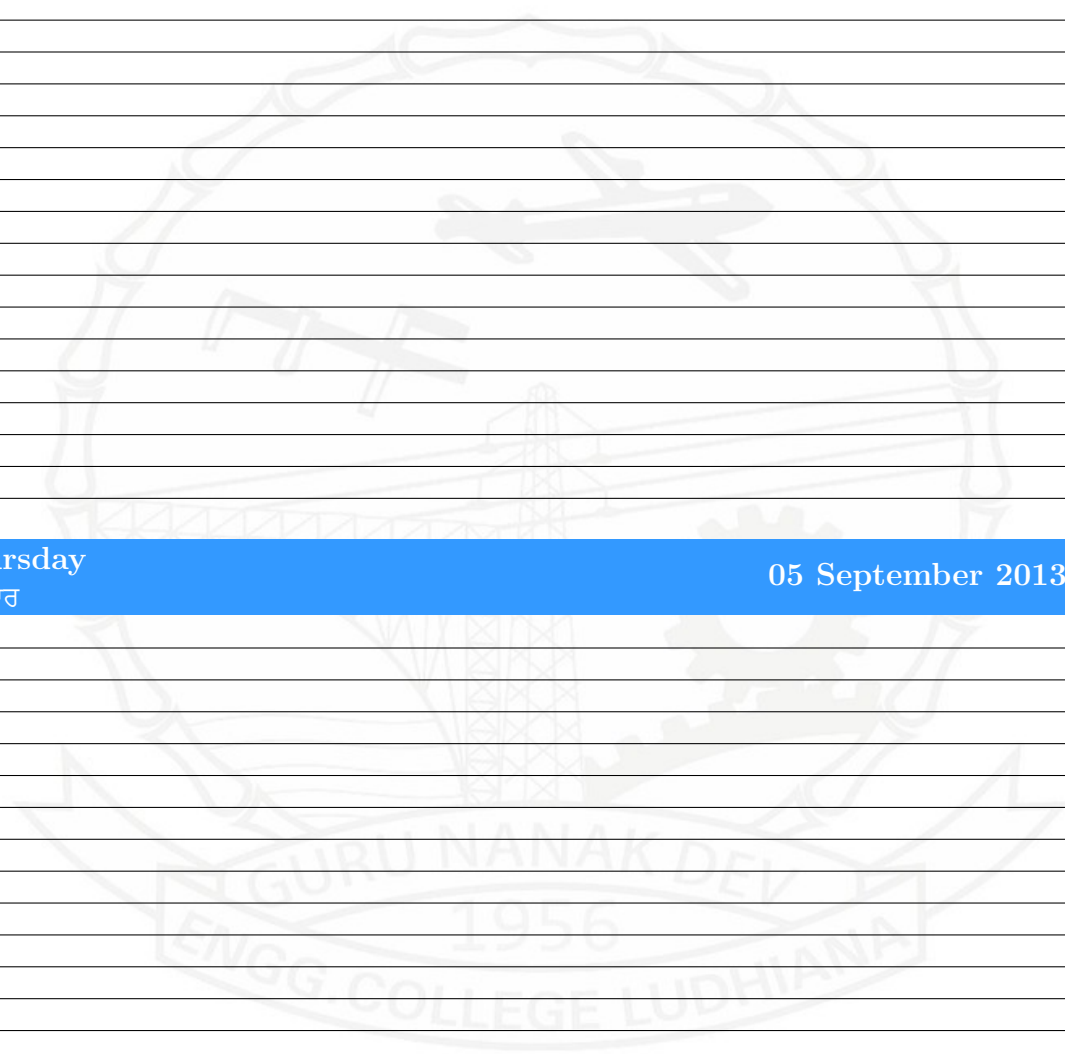 rsday
05 September 2013
ਾਰ
GURU NANAK DEV
1956
ENGG. COLLEGE LUDHIANA